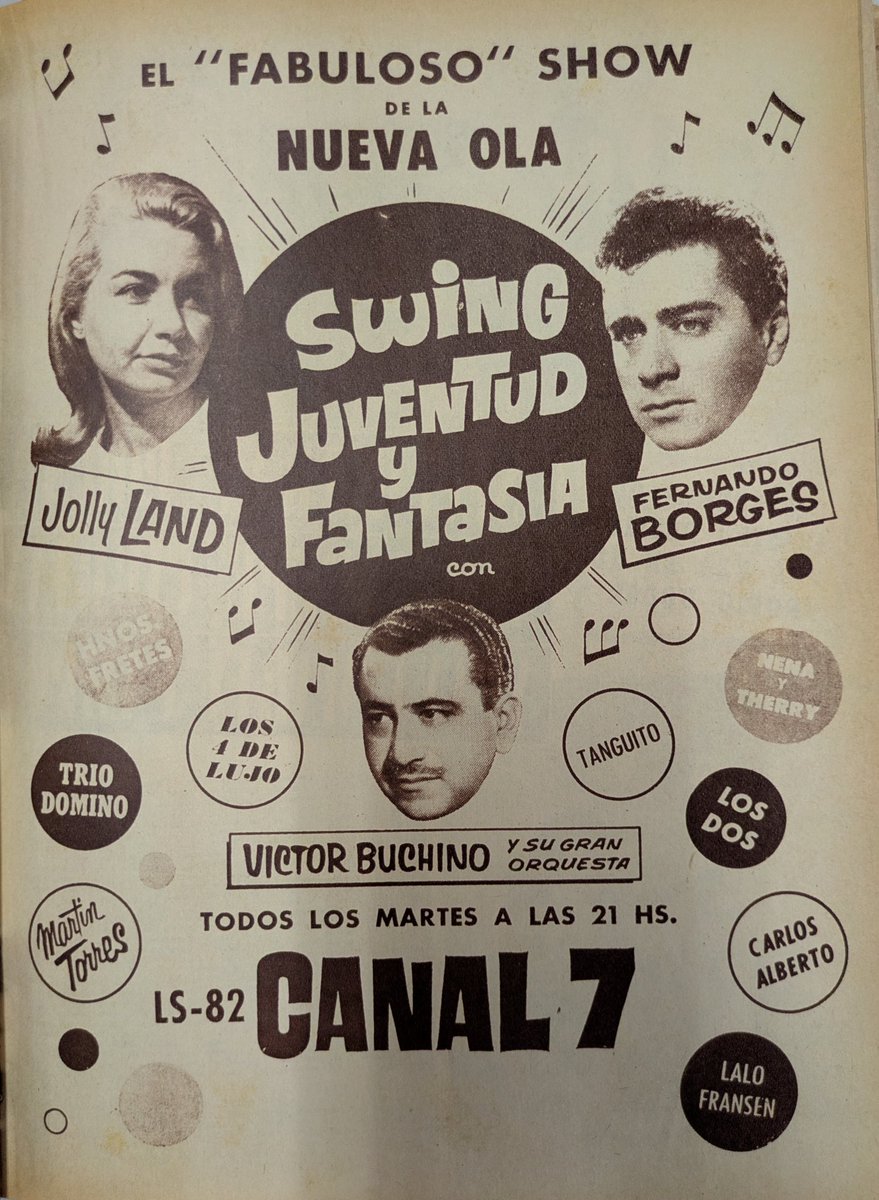 EL "FABULOSO" SHOW
DE LA
NUEVA OLA
SWING
JUVENTUD
y
FANTASIA
con
Jolly LAND
FERNANDO
BORGES
HNOS
FRETES
NENA
Y
THERRY
LOS
4 DE
LUJO
TANGUITO
TRIO
DOMINO
LOS
DOS
VICTOR BUCHINO Y SU GRAN
ORQUESTA
Martin
Torres
TODOS LOS MARTES A LAS 21 HS.
CARLOS
ALBERTO
LS-82 CANAL 7
LALO
FRANSEN